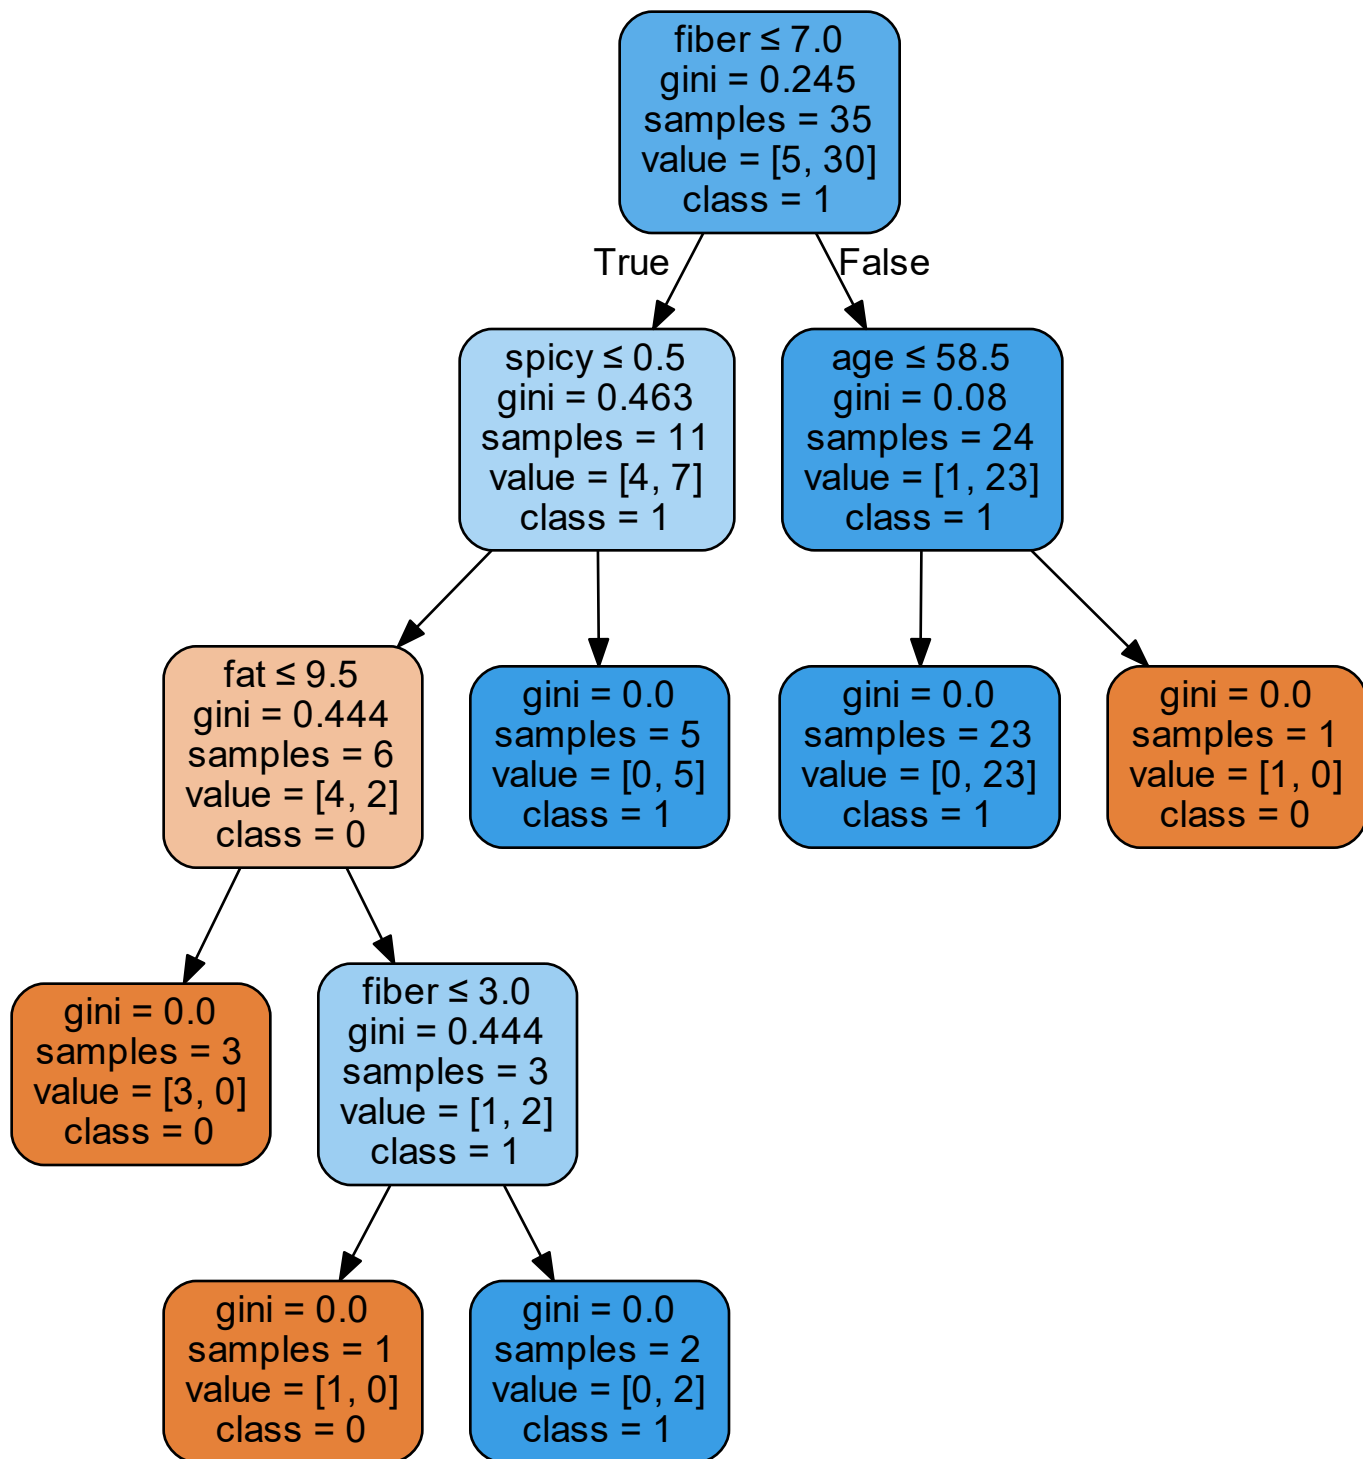 fiber ≤ 7.0
gini = 0.245
samples = 35
value = [5, 30]
class = 1
True
False
spicy ≤ 0.5
gini = 0.463
samples = 11
value = [4, 7]
class = 1
age ≤ 58.5
gini = 0.08
samples = 24
value = [1, 23]
class = 1
fat ≤ 9.5
gini = 0.444
samples = 6
value = [4, 2]
class = 0
gini = 0.0
samples = 5
value = [0, 5]
class = 1
gini = 0.0
samples = 23
value = [0, 23]
class = 1
gini = 0.0
samples = 1
value = [1, 0]
class = 0
gini = 0.0
samples = 3
value = [3, 0]
class = 0
fiber ≤ 3.0
gini = 0.444
samples = 3
value = [1, 2]
class = 1
gini = 0.0
samples = 1
value = [1, 0]
class = 0
gini = 0.0
samples = 2
value = [0, 2]
class = 1